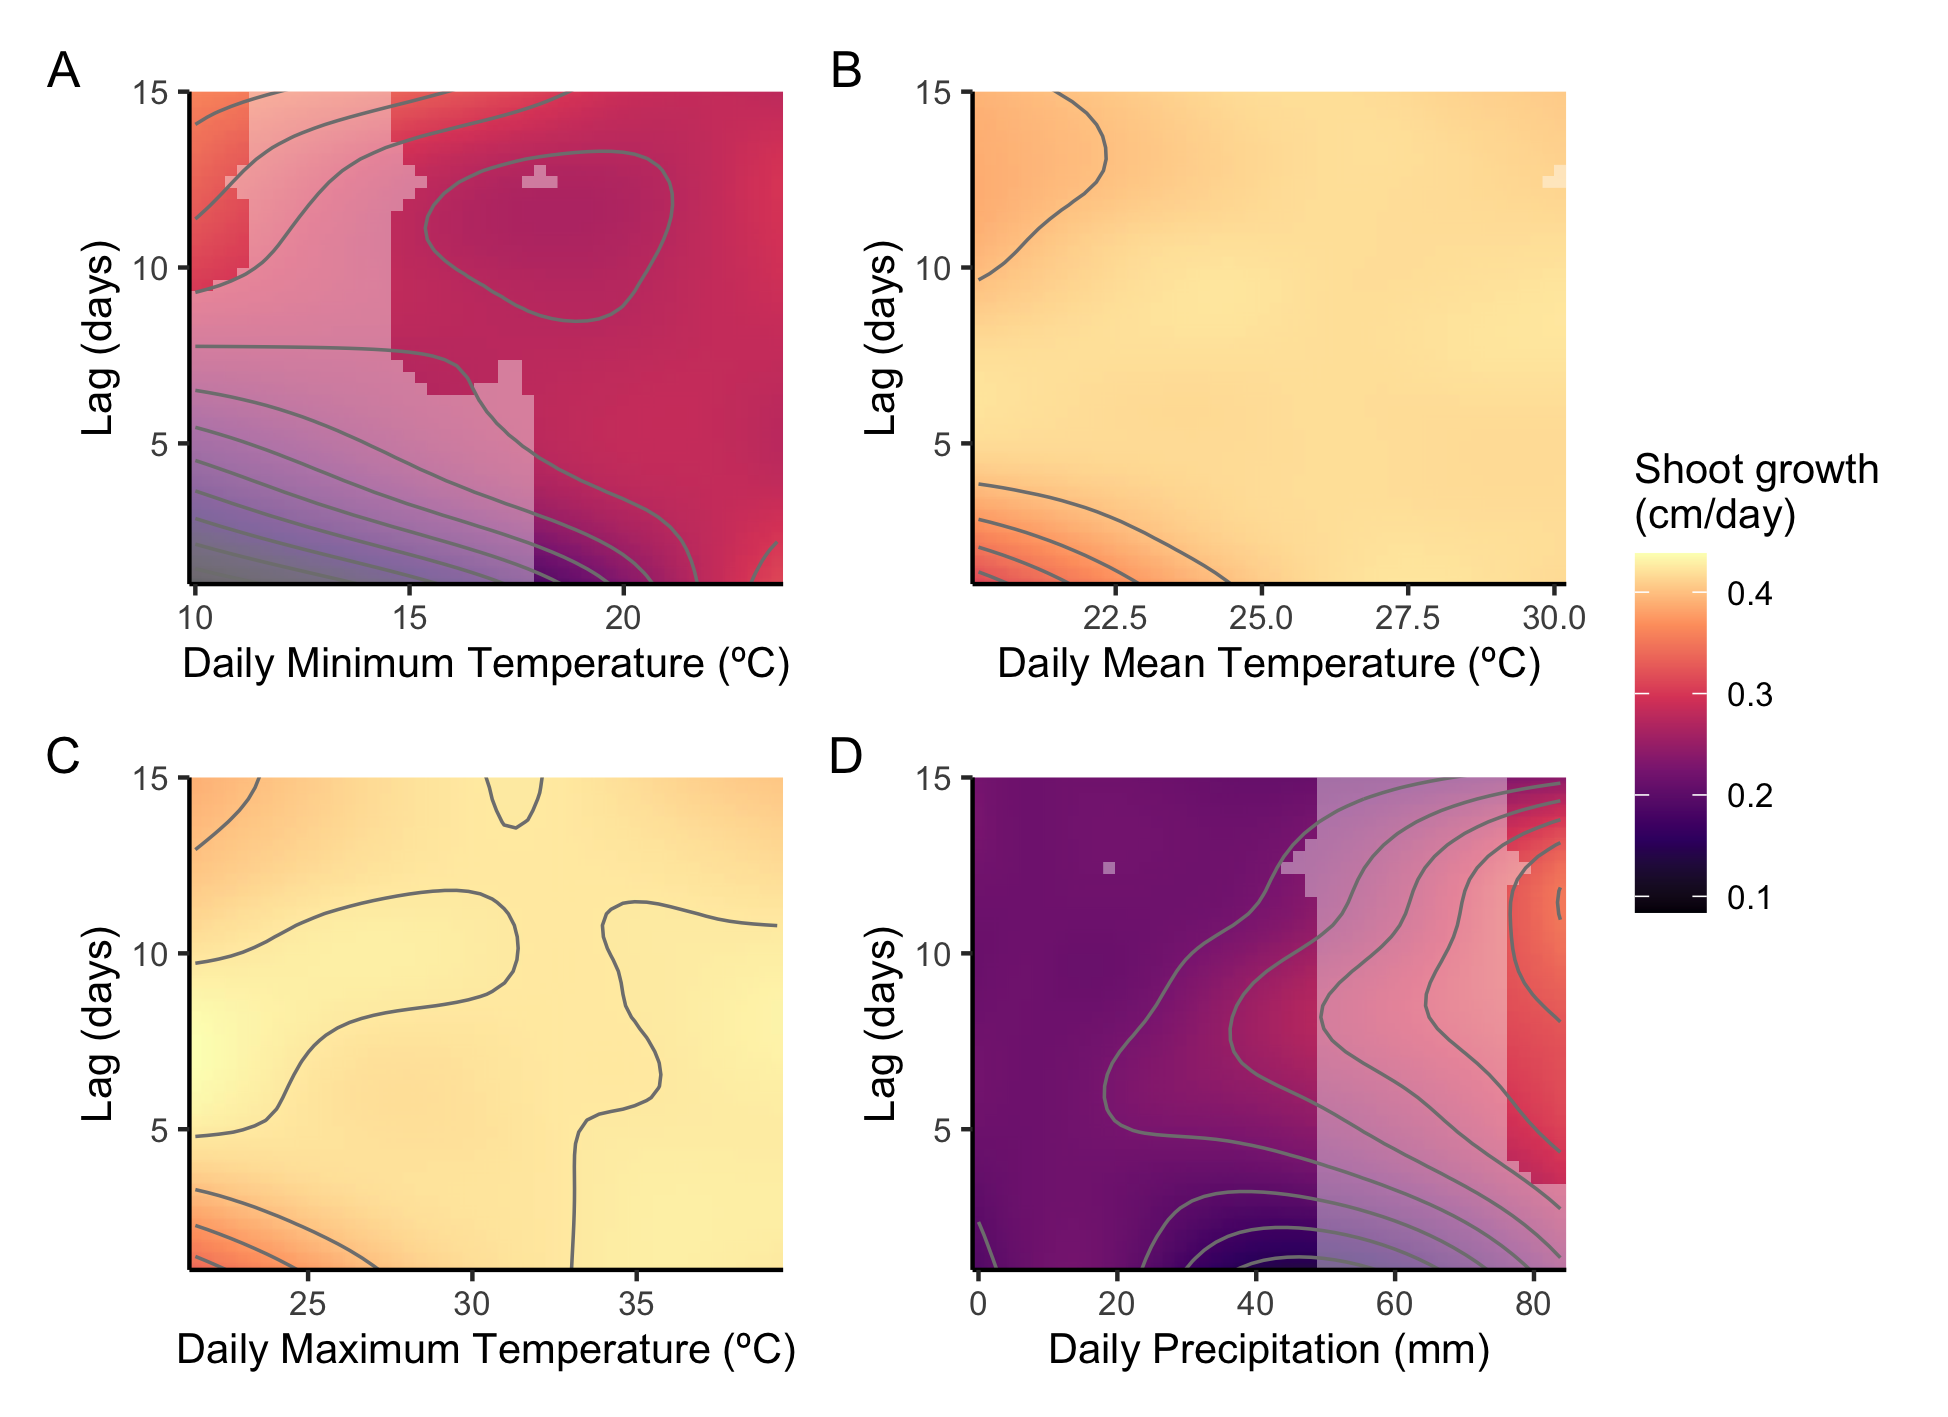 A
15
10
5
Lag (days)
10
15
20
Daily Minimum Temperature (ºC)
B
15
10
5
Lag (days)
22.5
25.0
27.5
30.0
Daily Mean Temperature (ºC)
Shoot growth
(cm/day)
0.4
0.3
0.2
0.1
C
15
10
5
Lag (days)
25
30
35
Daily Maximum Temperature (ºC)
D
15
10
5
Lag (days)
0
20
40
60
80
Daily Precipitation (mm)